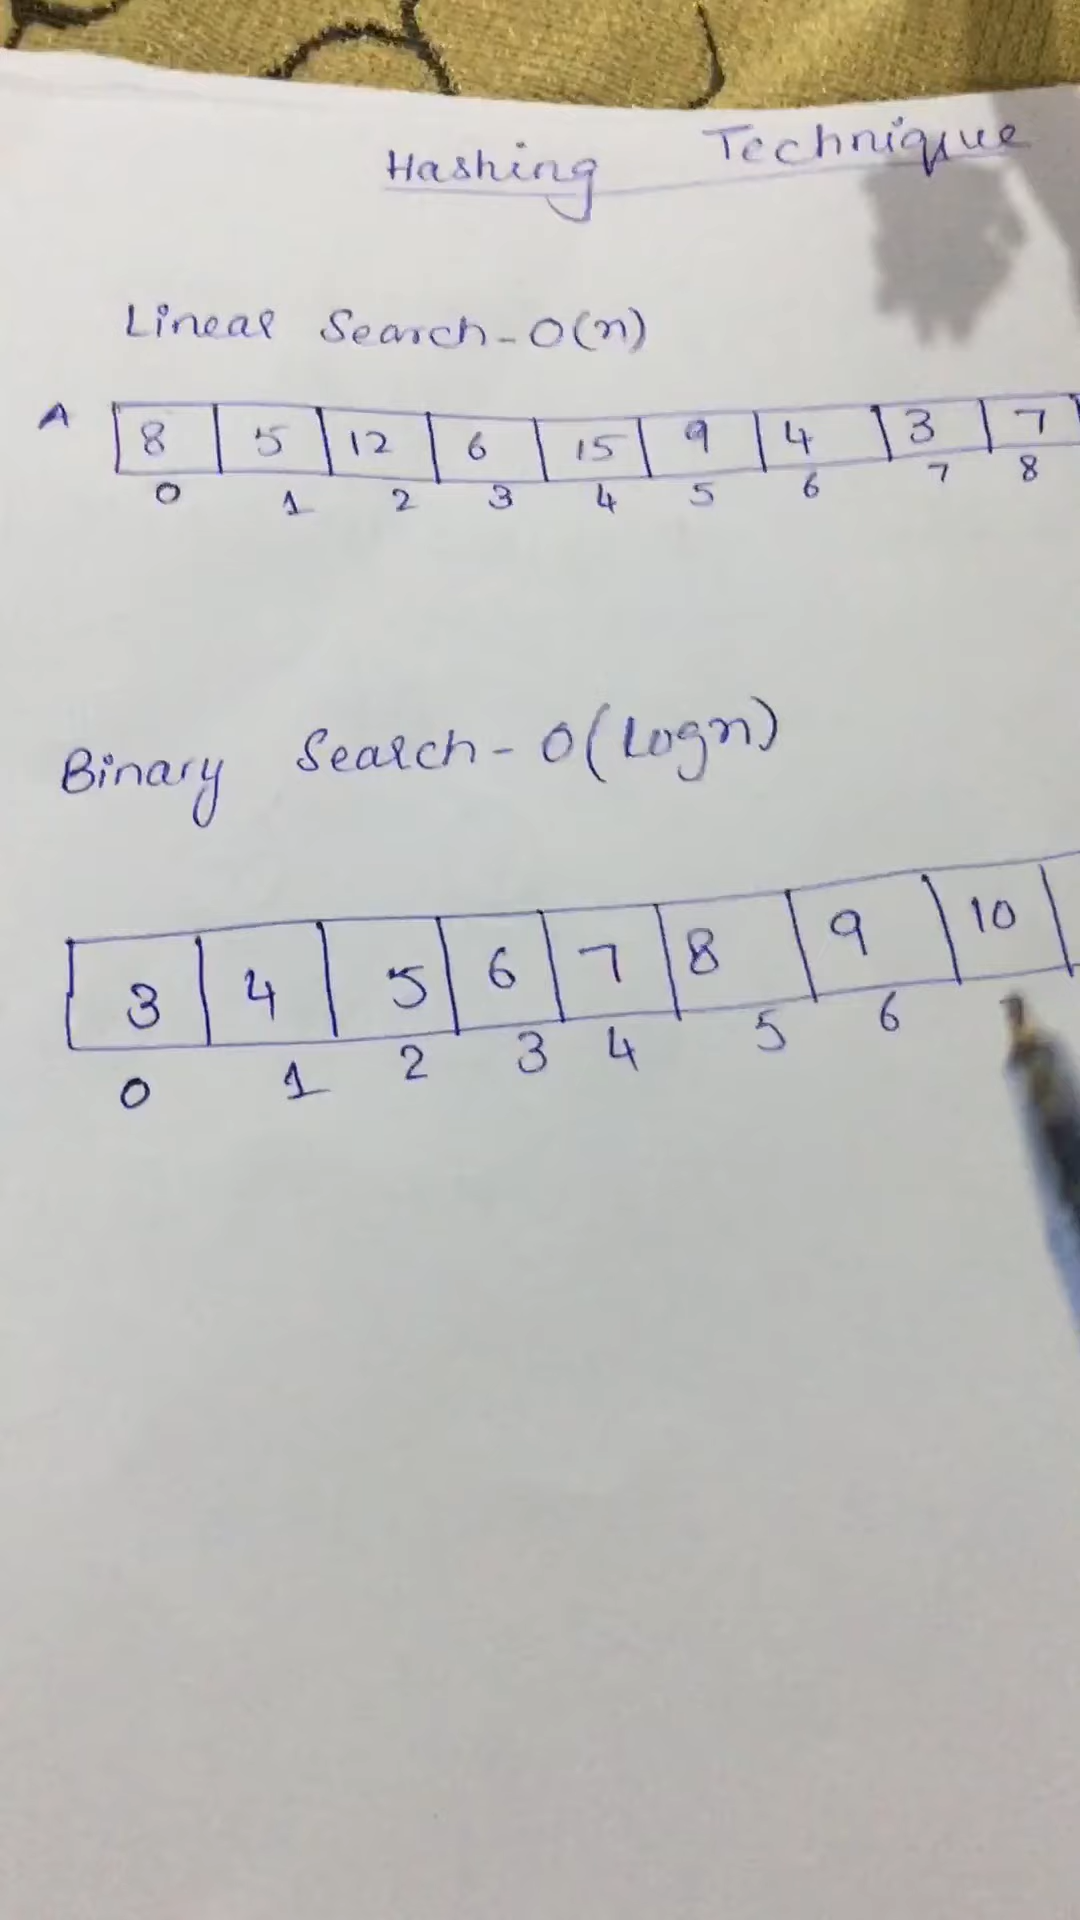 Hashing Technique
Linear Search - O(n)
A 8 5 12 6 15 9 4 3 7
0 1 2 3 4 5 6 7 8
Binary Search - O(Logn)
3 4 5 6 7 8 9 10
0 1 2 3 4 5 6